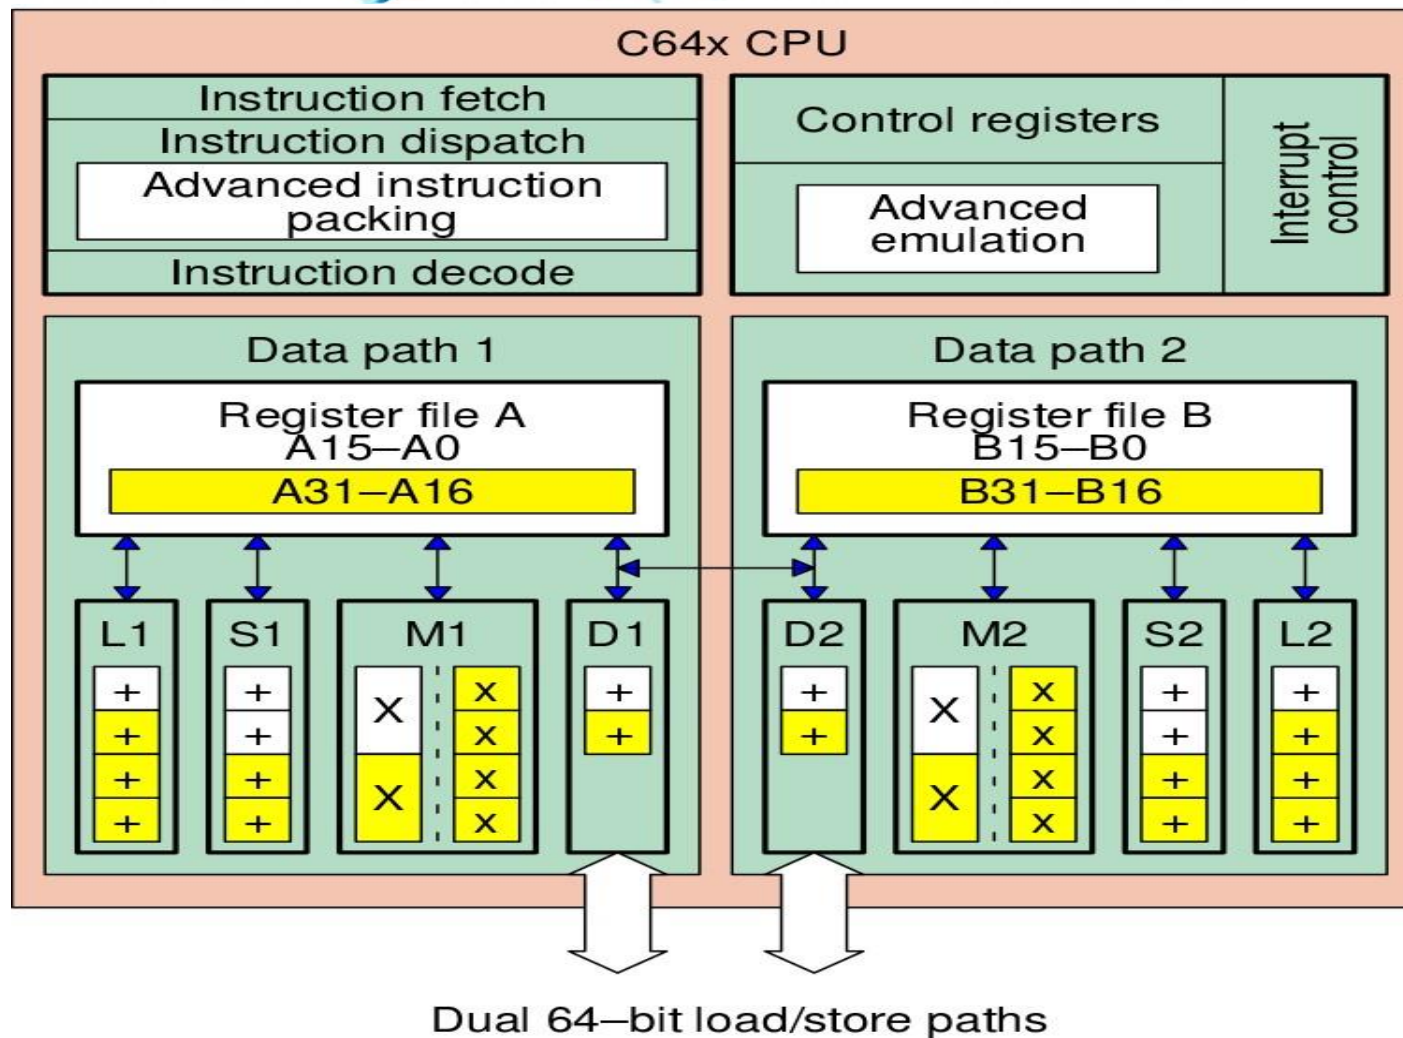 C64x CPU
Instruction fetch
Instruction dispatch
Advanced instruction
packing
Instruction decode
Control registers
Advanced
emulation
Interrupt
control
Data path 1
Register file A
A15–A0
A31–A16
L1
+
+
+
+
S1
+
+
+
+
M1
X
X
x
x
x
x
D1
+
+
Data path 2
Register file B
B15–B0
B31–B16
D2
+
+
M2
X
X
x
x
x
x
S2
+
+
+
+
L2
+
+
+
+
Dual 64–bit load/store paths